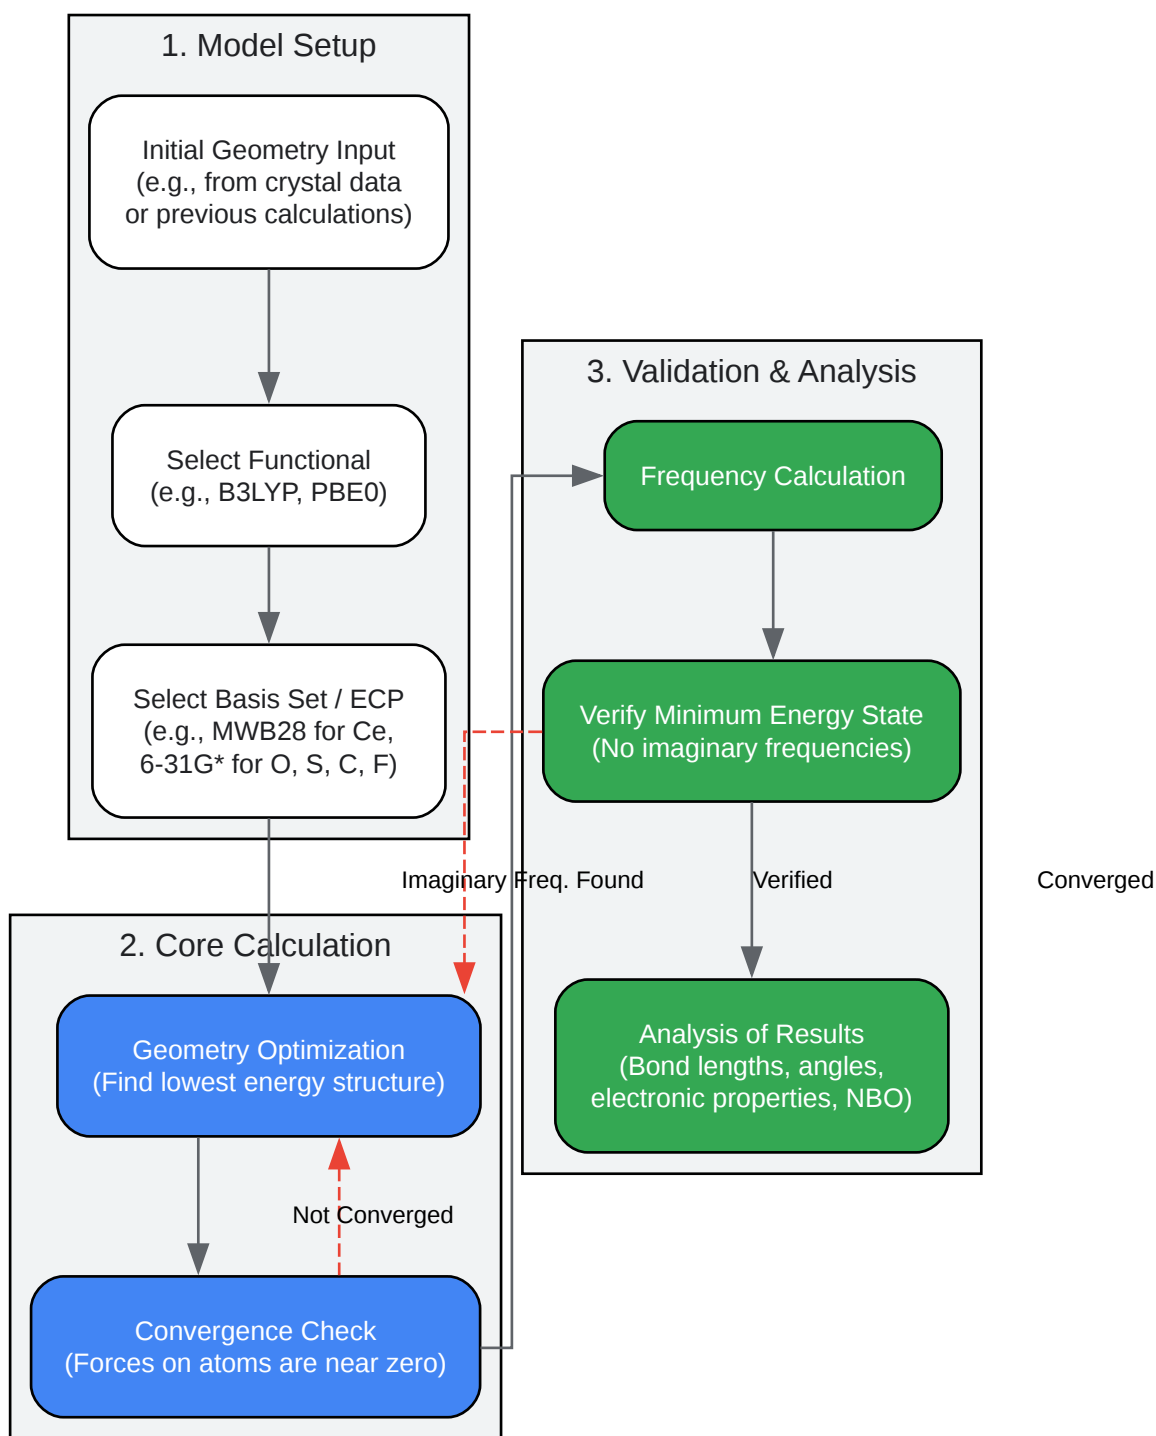 1. Model Setup
Initial Geometry Input
(e.g., from crystal data
or previous calculations)
Select Functional
(e.g., B3LYP, PBE0)
Select Basis Set / ECP
(e.g., MWB28 for Ce,
6-31G* for O, S, C, F)
2. Core Calculation
Geometry Optimization
(Find lowest energy structure)
Not Converged
Convergence Check
(Forces on atoms are near zero)
3. Validation & Analysis
Frequency Calculation
Verify Minimum Energy State
(No imaginary frequencies)
Imaginary Freq. Found
Verified
Converged
Analysis of Results
(Bond lengths, angles,
electronic properties, NBO)